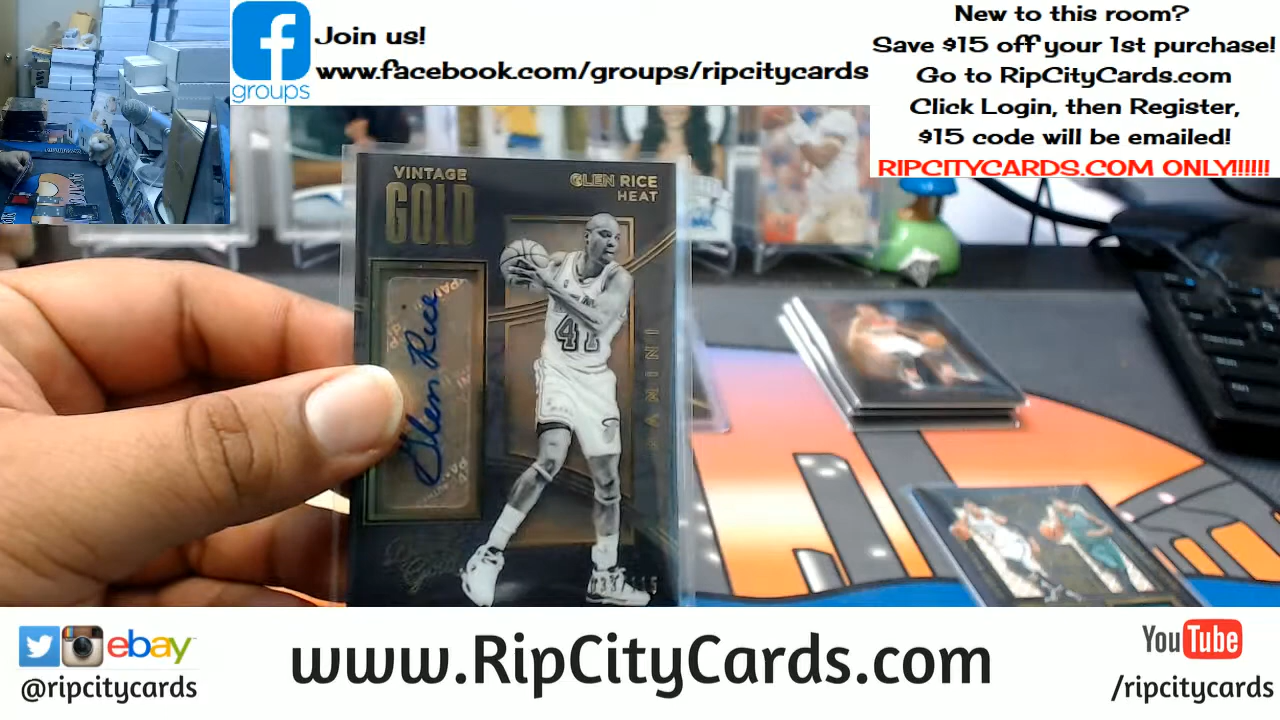 groups
Join us!
www.facebook.com/groups/ripcitycards
New to this room?
Save $15 off your 1st purchase!
Go to RipCityCards.com
Click Login, then Register,
$15 code will be emailed!
RIPCITYCARDS.COM ONLY!!!!!!
VINTAGE
GOLD
GLEN RICE
HEAT
Glen Rice
41
PANINI
ebay
@ripcitycards
www.RipCityCards.com
YouTube
/ripcitycards